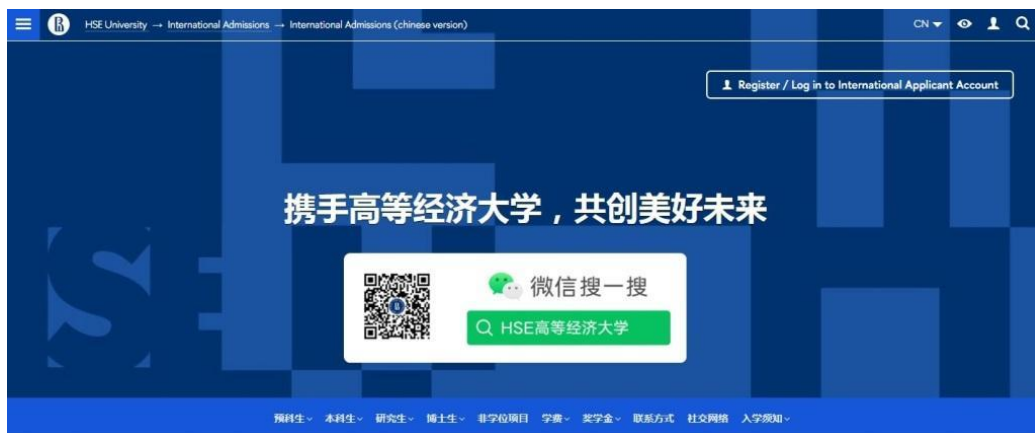 HSE University → International Admissions → International Admissions (chinese version)
CN
Register / Log in to International Applicant Account
携手高等经济大学，共创美好未来
微信搜一搜
HSE高等经济大学
预科生 本科生 研究生 博士生 非学位项目 学费 奖学金 联系方式 社交网络 入学须知